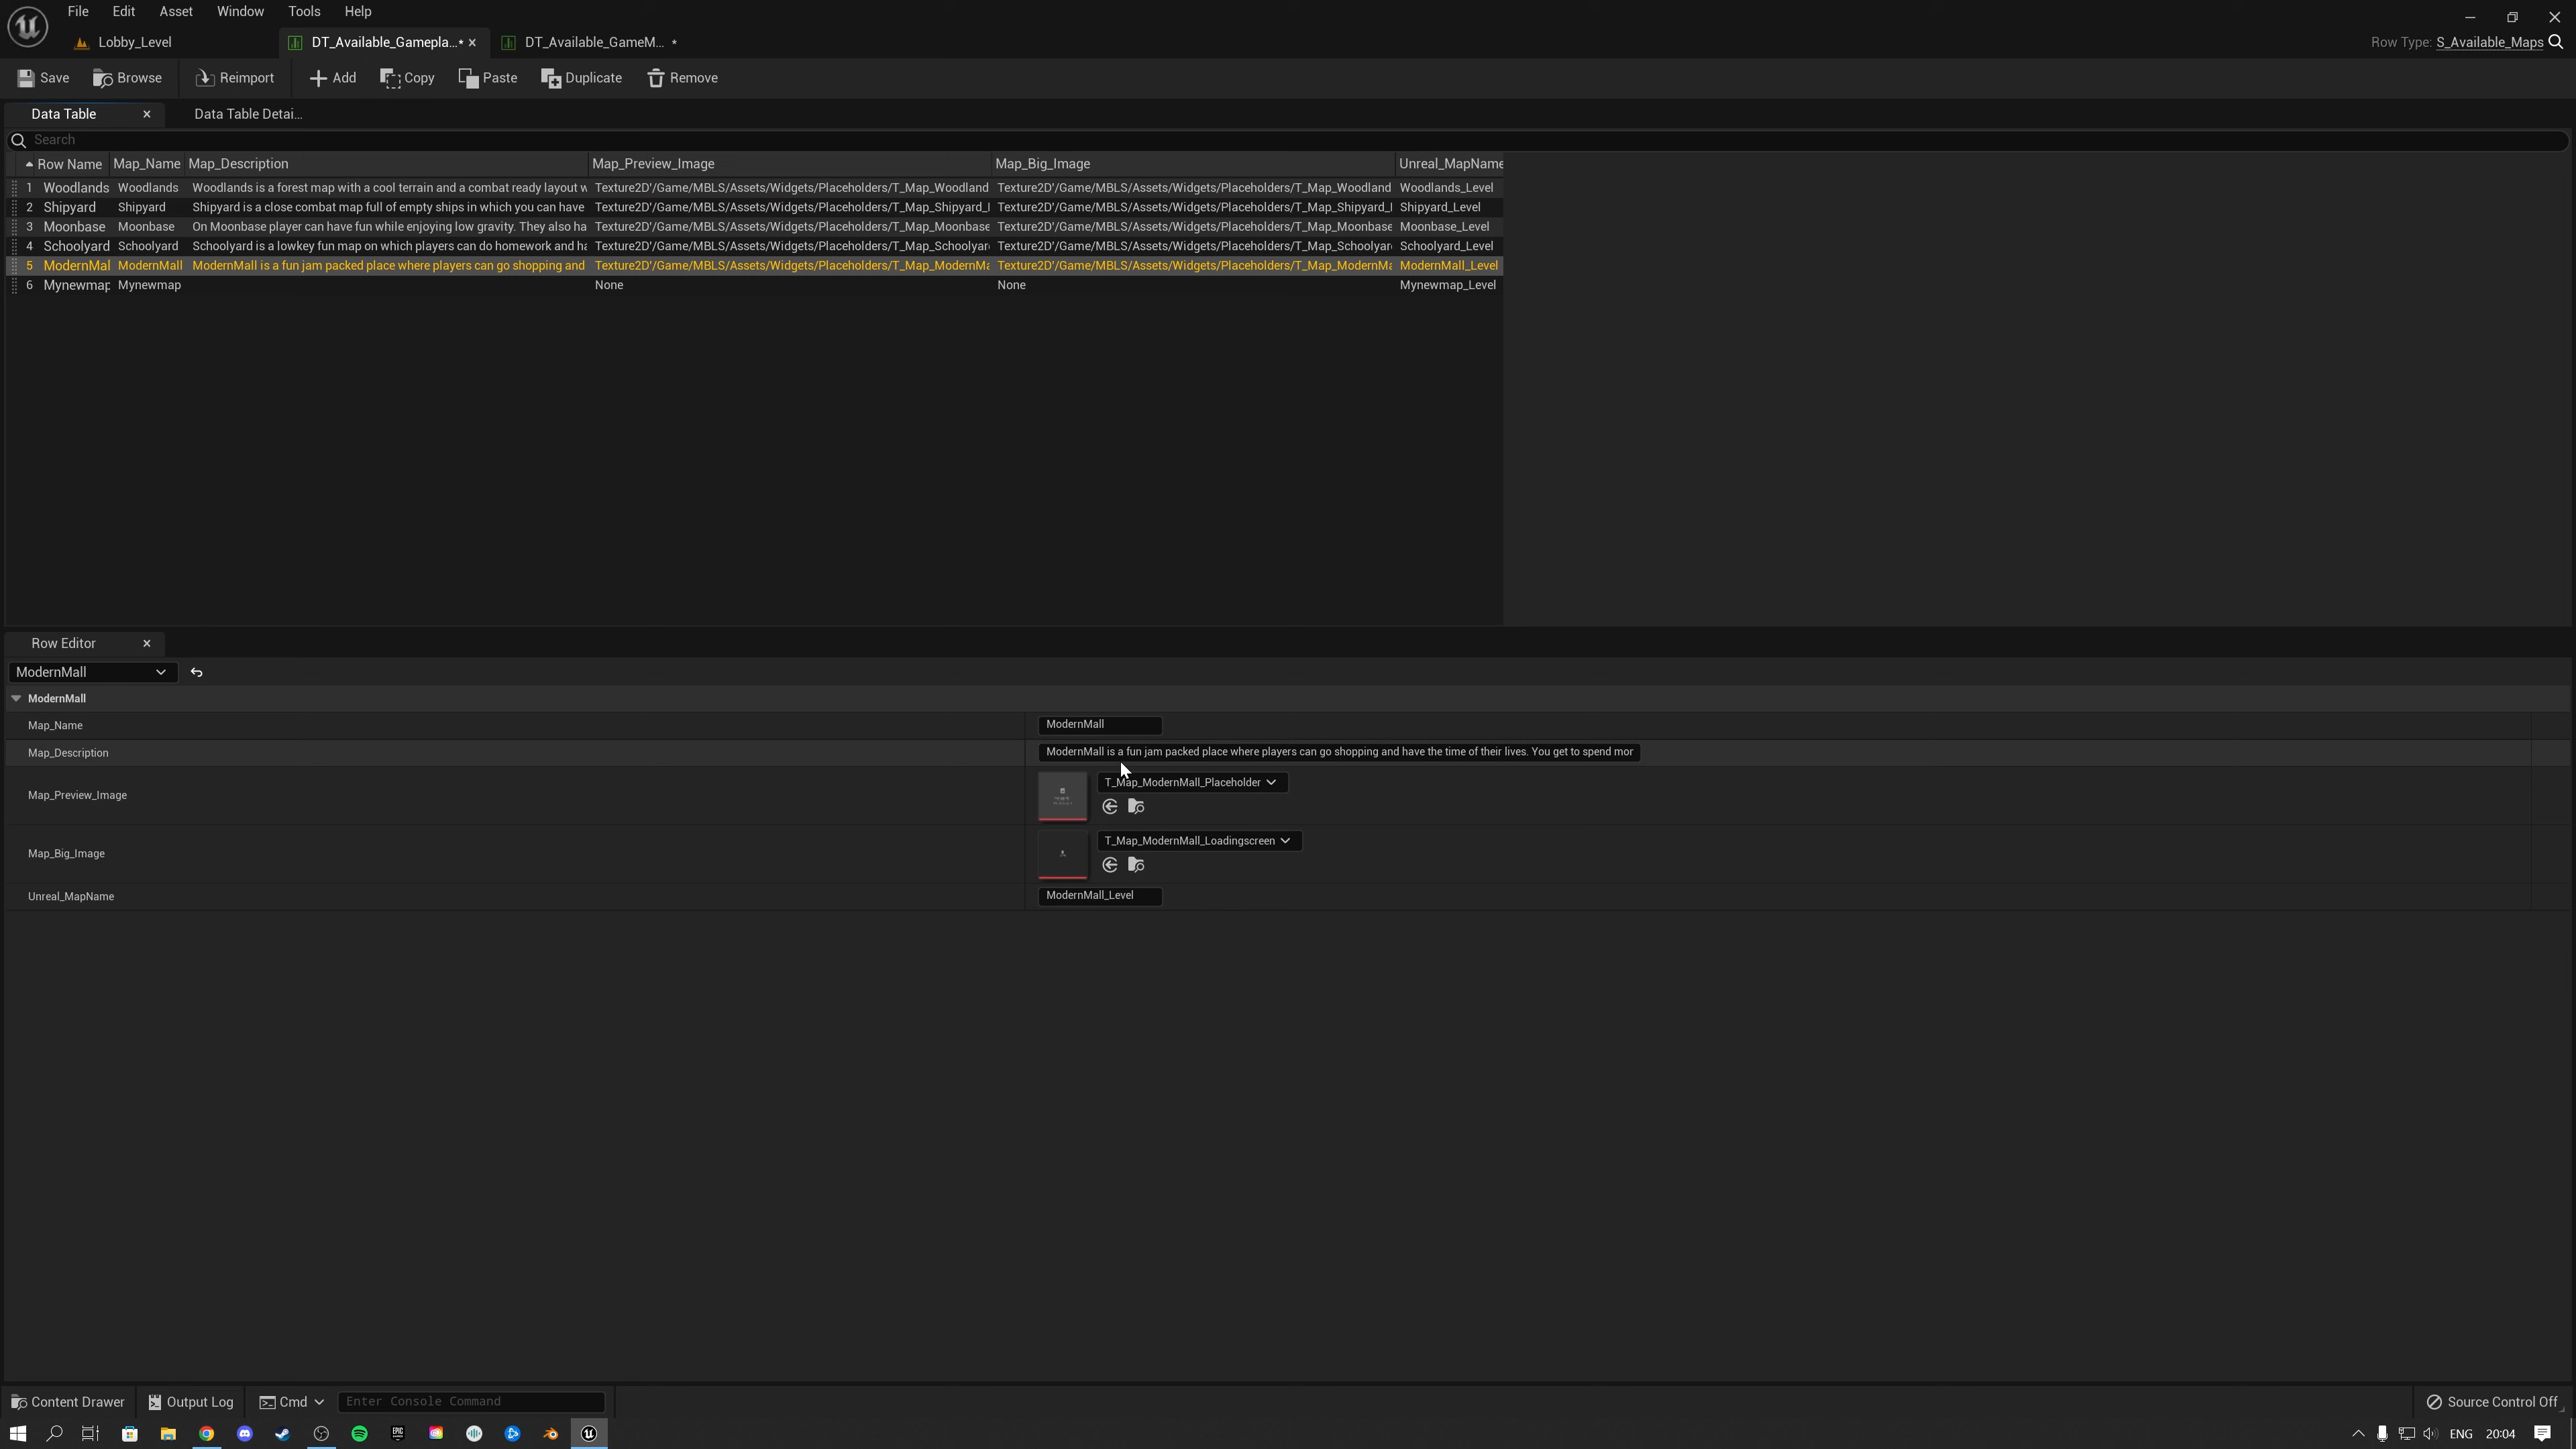 File Edit Asset Window Tools Help
Lobby_Level DT_Available_Gamepla...* DT_Available_GameM... *
Row Type: S_Available_Maps
Save Browse Reimport Add Copy Paste Duplicate Remove
Data Table Data Table Detai...
Search
Row Name Map_Name Map_Description Map_Preview_Image Map_Big_Image Unreal_MapName
1 Woodlands Woodlands Woodlands is a forest map with a cool terrain and a combat ready layout w Texture2D'/Game/MBLS/Assets/Widgets/Placeholders/T_Map_Woodland Texture2D'/Game/MBLS/Assets/Widgets/Placeholders/T_Map_Woodland Woodlands_Level
2 Shipyard Shipyard Shipyard is a close combat map full of empty ships in which you can have Texture2D'/Game/MBLS/Assets/Widgets/Placeholders/T_Map_Shipyard_I Texture2D'/Game/MBLS/Assets/Widgets/Placeholders/T_Map_Shipyard_I Shipyard_Level
3 Moonbase Moonbase On Moonbase player can have fun while enjoying low gravity. They also ha Texture2D'/Game/MBLS/Assets/Widgets/Placeholders/T_Map_Moonbase Texture2D'/Game/MBLS/Assets/Widgets/Placeholders/T_Map_Moonbase Moonbase_Level
4 Schoolyard Schoolyard Schoolyard is a lowkey fun map on which players can do homework and ha Texture2D'/Game/MBLS/Assets/Widgets/Placeholders/T_Map_Schoolyar Texture2D'/Game/MBLS/Assets/Widgets/Placeholders/T_Map_Schoolyar Schoolyard_Level
5 ModernMal ModernMall ModernMall is a fun jam packed place where players can go shopping and Texture2D'/Game/MBLS/Assets/Widgets/Placeholders/T_Map_ModernMa Texture2D'/Game/MBLS/Assets/Widgets/Placeholders/T_Map_ModernMa ModernMall_Level
6 Mynewmap Mynewmap None None Mynewmap_Level
Row Editor
ModernMall
ModernMall
Map_Name ModernMall
Map_Description ModernMall is a fun jam packed place where players can go shopping and have the time of their lives. You get to spend mor
Map_Preview_Image T_Map_ModernMall_Placeholder
Map_Big_Image T_Map_ModernMall_Loadingscreen
Unreal_MapName ModernMall_Level
Content Drawer Output Log Cmd Enter Console Command Source Control Off
EPIC ENG 20:04